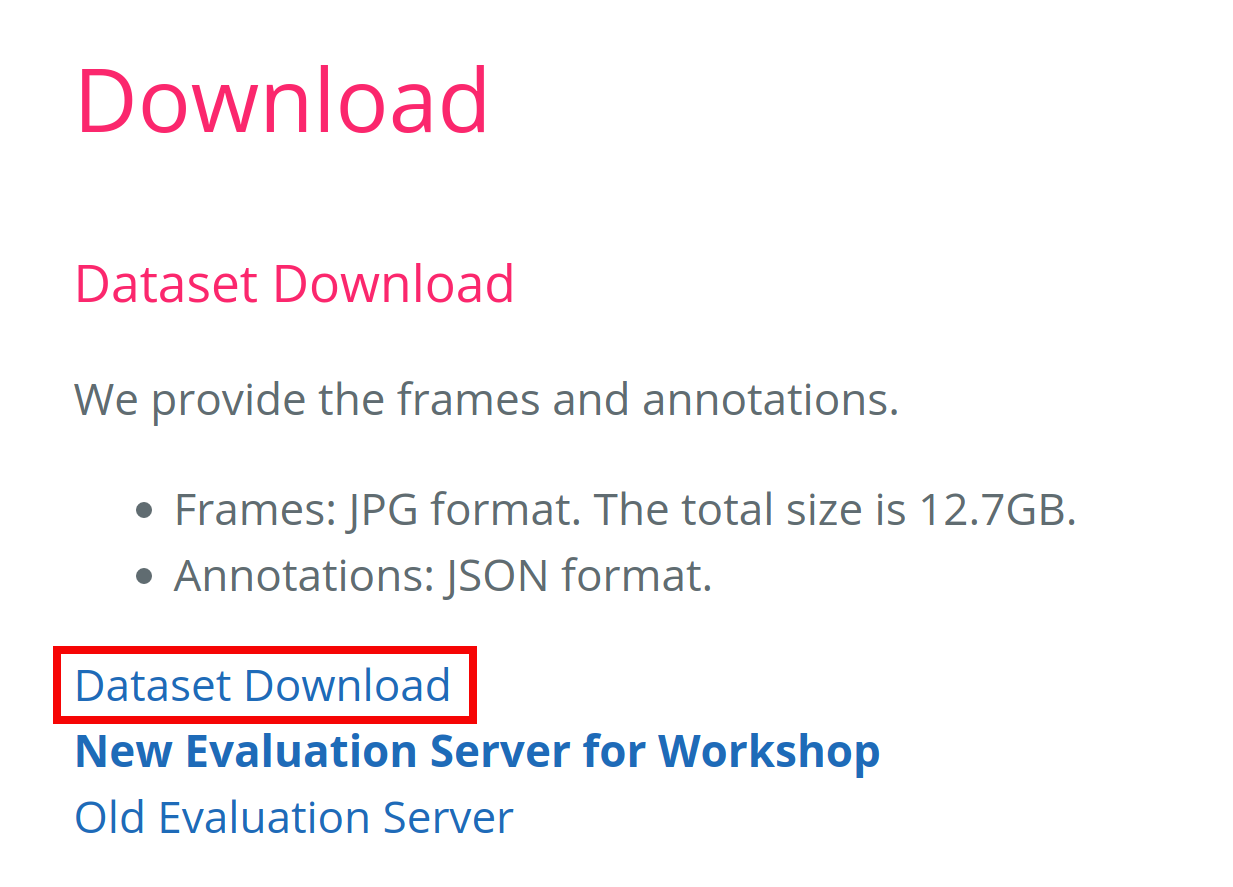 Download
Dataset Download
We provide the frames and annotations.
Frames: JPG format. The total size is 12.7GB.
Annotations: JSON format.
Dataset Download
New Evaluation Server for Workshop
Old Evaluation Server